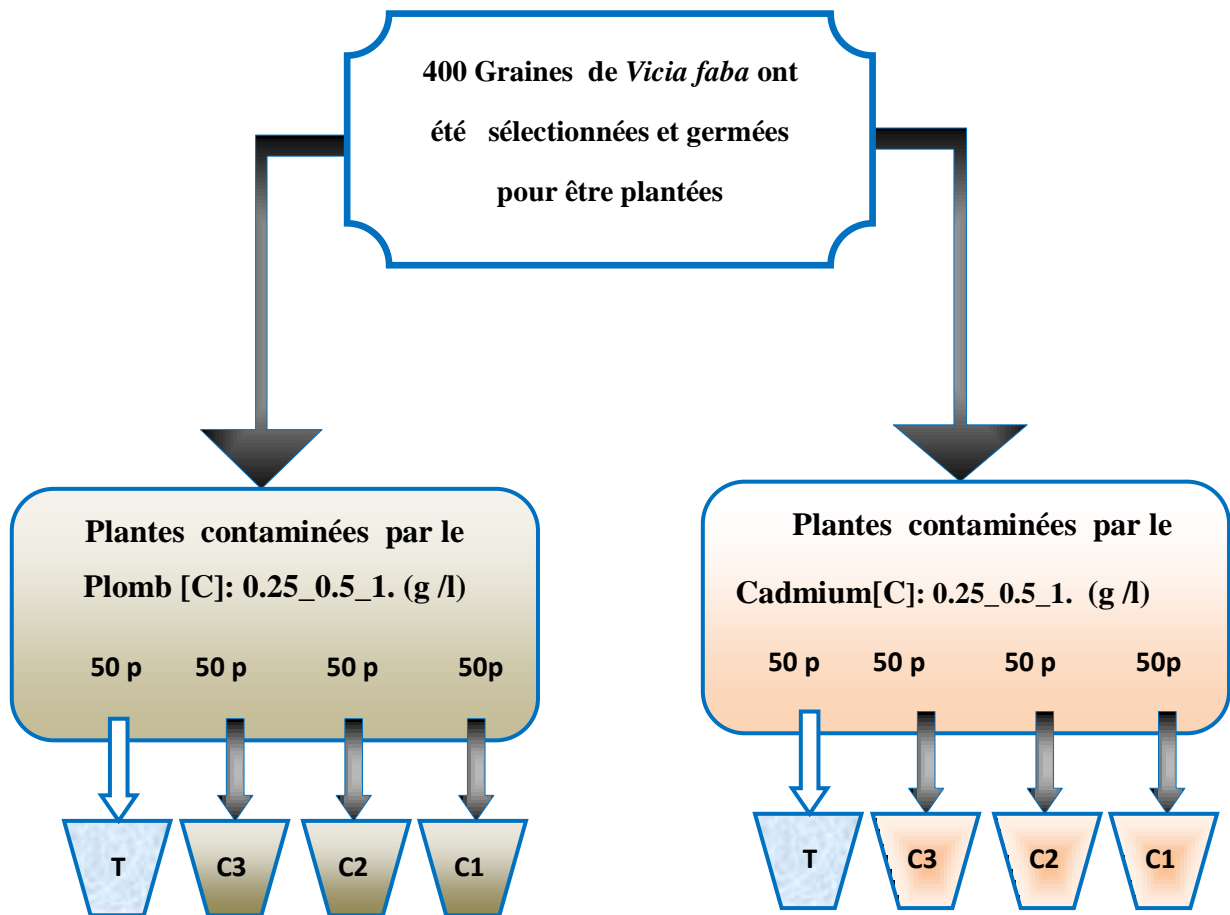 400 Graines de Vicia faba ont
été sélectionnées et germées
pour être plantées
Plantes contaminées par le
Plomb [C]: 0.25_0.5_1. (g /l)
50 p 50 p 50 p 50p
T C3 C2 C1
Plantes contaminées par le
Cadmium[C]: 0.25_0.5_1. (g /l)
50 p 50 p 50 p 50p
T C3 C2 C1